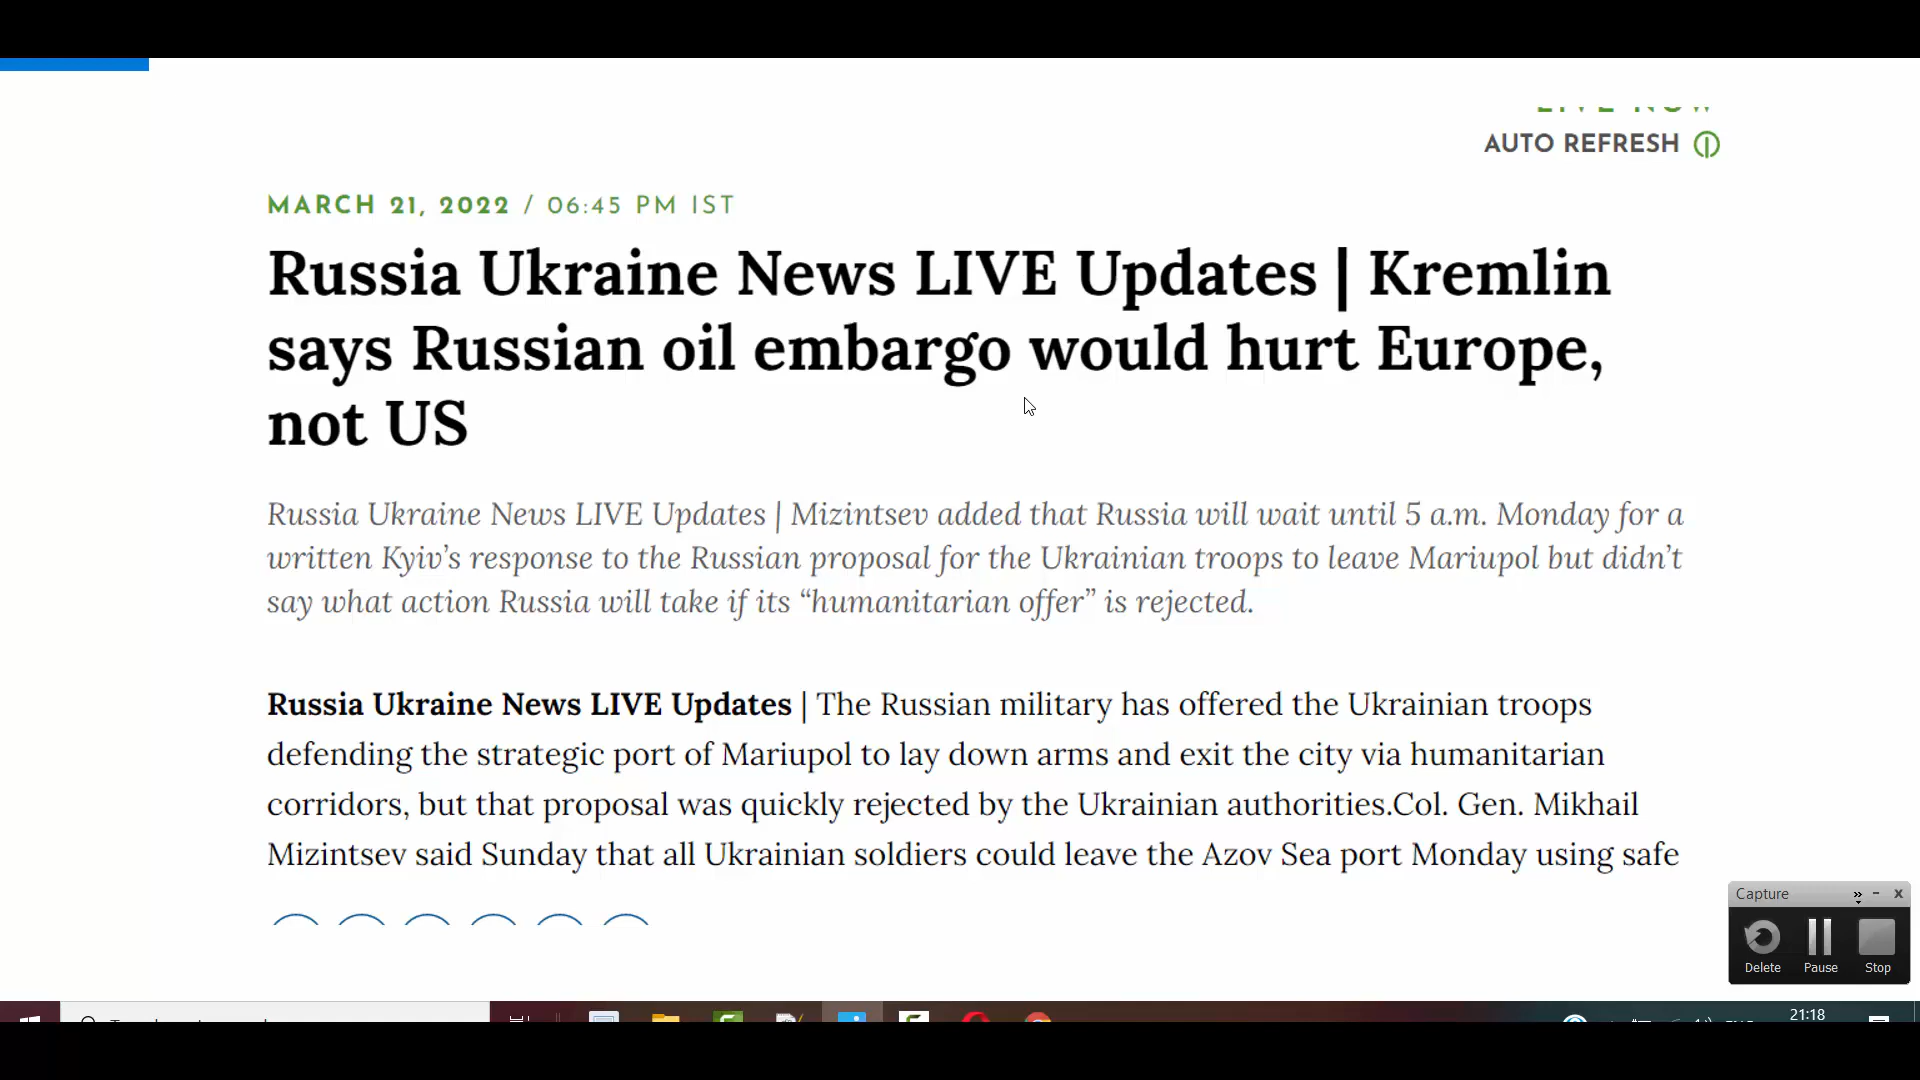 LIVE NOW
AUTO REFRESH
MARCH 21, 2022 / 06:45 PM IST
Russia Ukraine News LIVE Updates | Kremlin
says Russian oil embargo would hurt Europe,
not US
Russia Ukraine News LIVE Updates | Mizintsev added that Russia will wait until 5 a.m. Monday for a
written Kyiv’s response to the Russian proposal for the Ukrainian troops to leave Mariupol but didn’t
say what action Russia will take if its “humanitarian offer” is rejected.
Russia Ukraine News LIVE Updates | The Russian military has offered the Ukrainian troops
defending the strategic port of Mariupol to lay down arms and exit the city via humanitarian
corridors, but that proposal was quickly rejected by the Ukrainian authorities.Col. Gen. Mikhail
Mizintsev said Sunday that all Ukrainian soldiers could leave the Azov Sea port Monday using safe
Capture
Delete Pause Stop
21:18